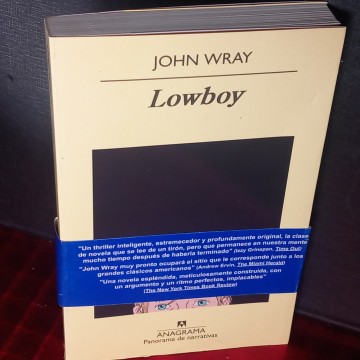 JOHN WRAY
Lowboy
"Un thriller inteligente, estremecedor y profundamente original, la clase
de novela que se lee de un tirón, pero que permanece en nuestra mente
mucho tiempo después de haberla terminado" (Izzy Grinspan, Time Out)
"John Wray muy pronto ocupará el sitio que le corresponde junto a los
grandes clásicos americanos" (Andrew Ervin, The Miami Herald)
"Una novela espléndida, meticulosamente construida, con
un argumento y un ritmo perfectos, implacables"
(The New York Times Book Review)
ANAGRAMA
Panorama de narrativas